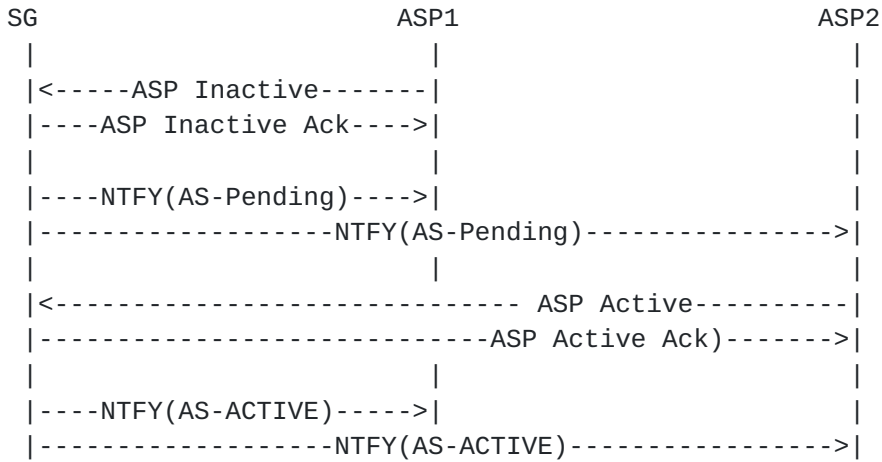 SG                      ASP1                      ASP2
 |                         |                          |
 |<-----ASP Inactive-------|                          |
 |----ASP Inactive Ack---->|                          |
 |                         |                          |
 |----NTFY(AS-Pending)---->|                          |
 |-------------------NTFY(AS-Pending)---------------->|
 |                         |                          |
 |<------------------------------ ASP Active----------|
 |-----------------------------ASP Active Ack)------->|
 |                         |                          |
 |----NTFY(AS-ACTIVE)----->|                          |
 |-------------------NTFY(AS-ACTIVE)----------------->|